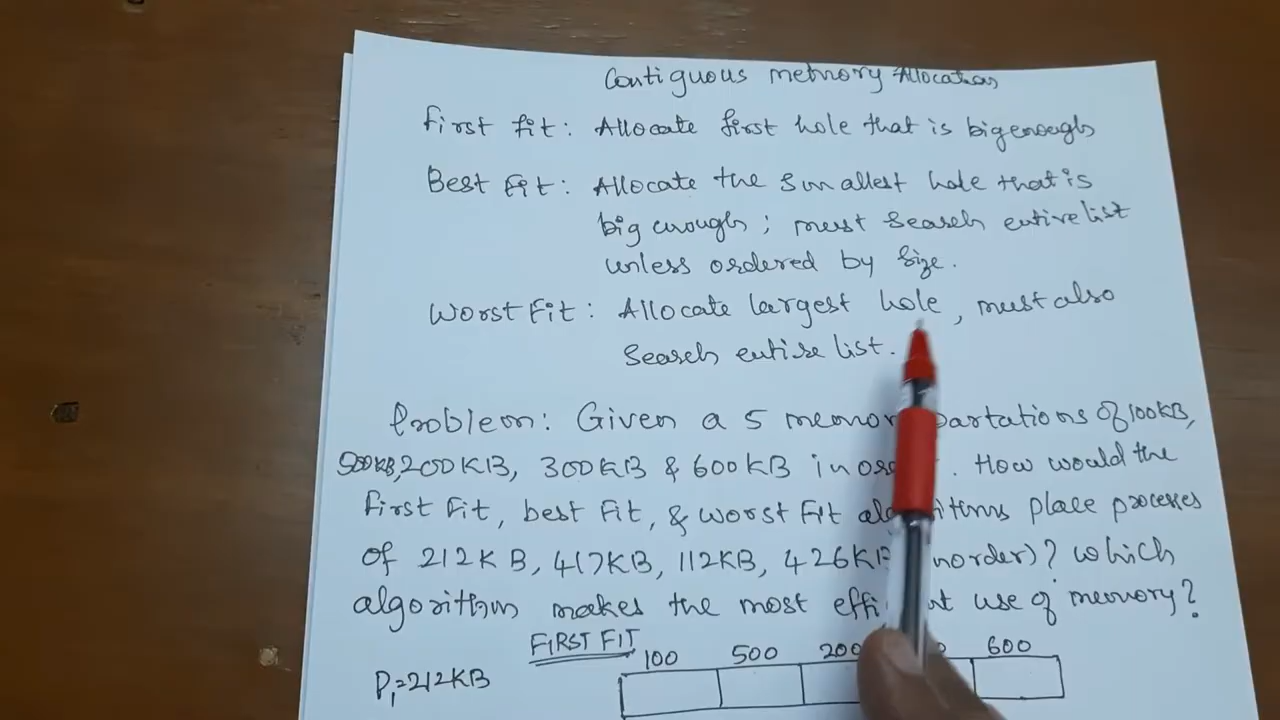 Contiguous memory Allocation
First fit: Allocate first hole that is big enough
Best Fit: Allocate the smallest hole that is
big enough; must search entire list
unless ordered by size.
Worst Fit: Allocate largest hole, must also
Search entire list.
Problem: Given a 5 memor partations of 100KB,
500KB, 200KB, 300KB & 600KB in . How would the
First Fit, best Fit, & worst Fit place processes
of 212KB, 417KB, 112KB, 426K norder)? which
algorithm makes the most use of memory?
FIRST FIT
100 500 200 600
P1=212KB